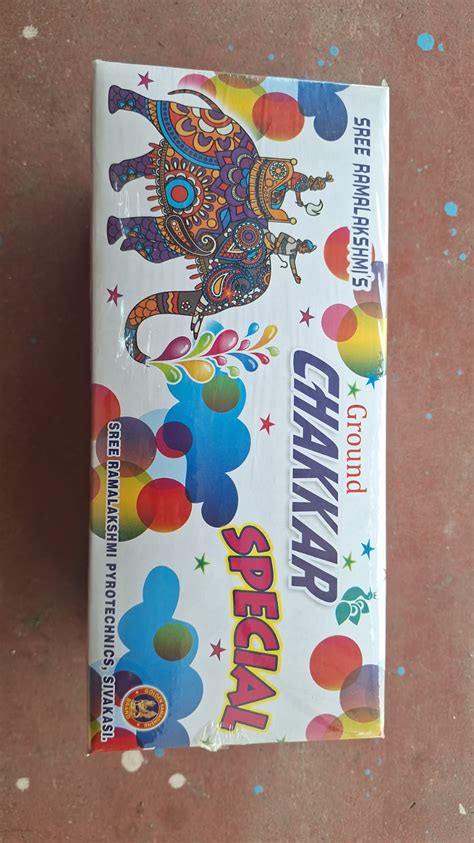 SREE RAMALAKSHMI'S
Ground
CHAKKAR
SPECIAL
SREE RAMALAKSHMI PYROTECHNICS, SIVAKASI.